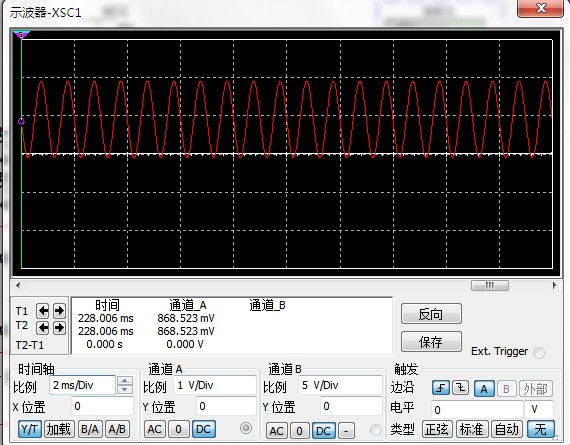 示波器-XSC1
T1
T2
T2-T1
时间 通道_A 通道_B
228.006 ms 868.523 mV
228.006 ms 868.523 mV
0.000 s 0.000 V
反向
保存
Ext. Trigger
时间轴
比例 2 ms/Div
X 位置 0
Y/T 加载 B/A A/B
通道 A
比例 1 V/Div
Y 位置 0
AC 0 DC
通道 B
比例 5 V/Div
Y 位置 0
AC 0 DC -
触发
边沿 A B 外部
电平 0 V
类型 正弦 标准 自动 无